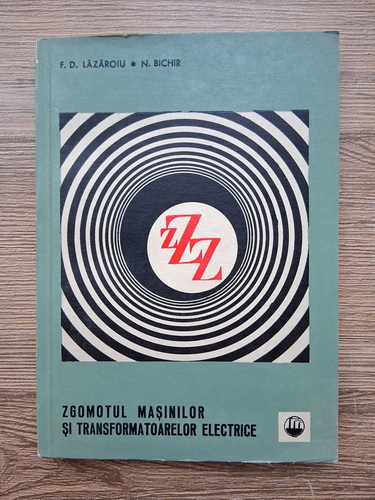 F. D. LĂZĂROIU • N. BICHIR
ZZZ
ZGOMOTUL MAȘINILOR
ȘI TRANSFORMATOARELOR ELECTRICE